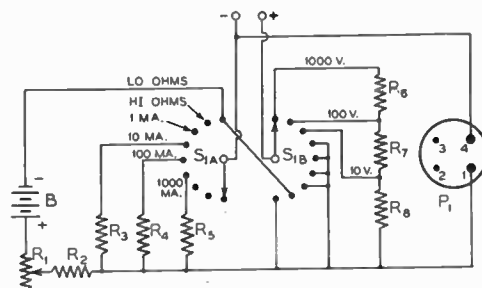 - +
LO OHMS
1000 V.
HI OHMS
1 MA.
R6
10 MA.
100 V.
S1A
S1B
3 4
100 MA.
R7
10 V.
2 1
1000 MA.
P1
-
B
+
R3
R4
R5
R8
R1
R2